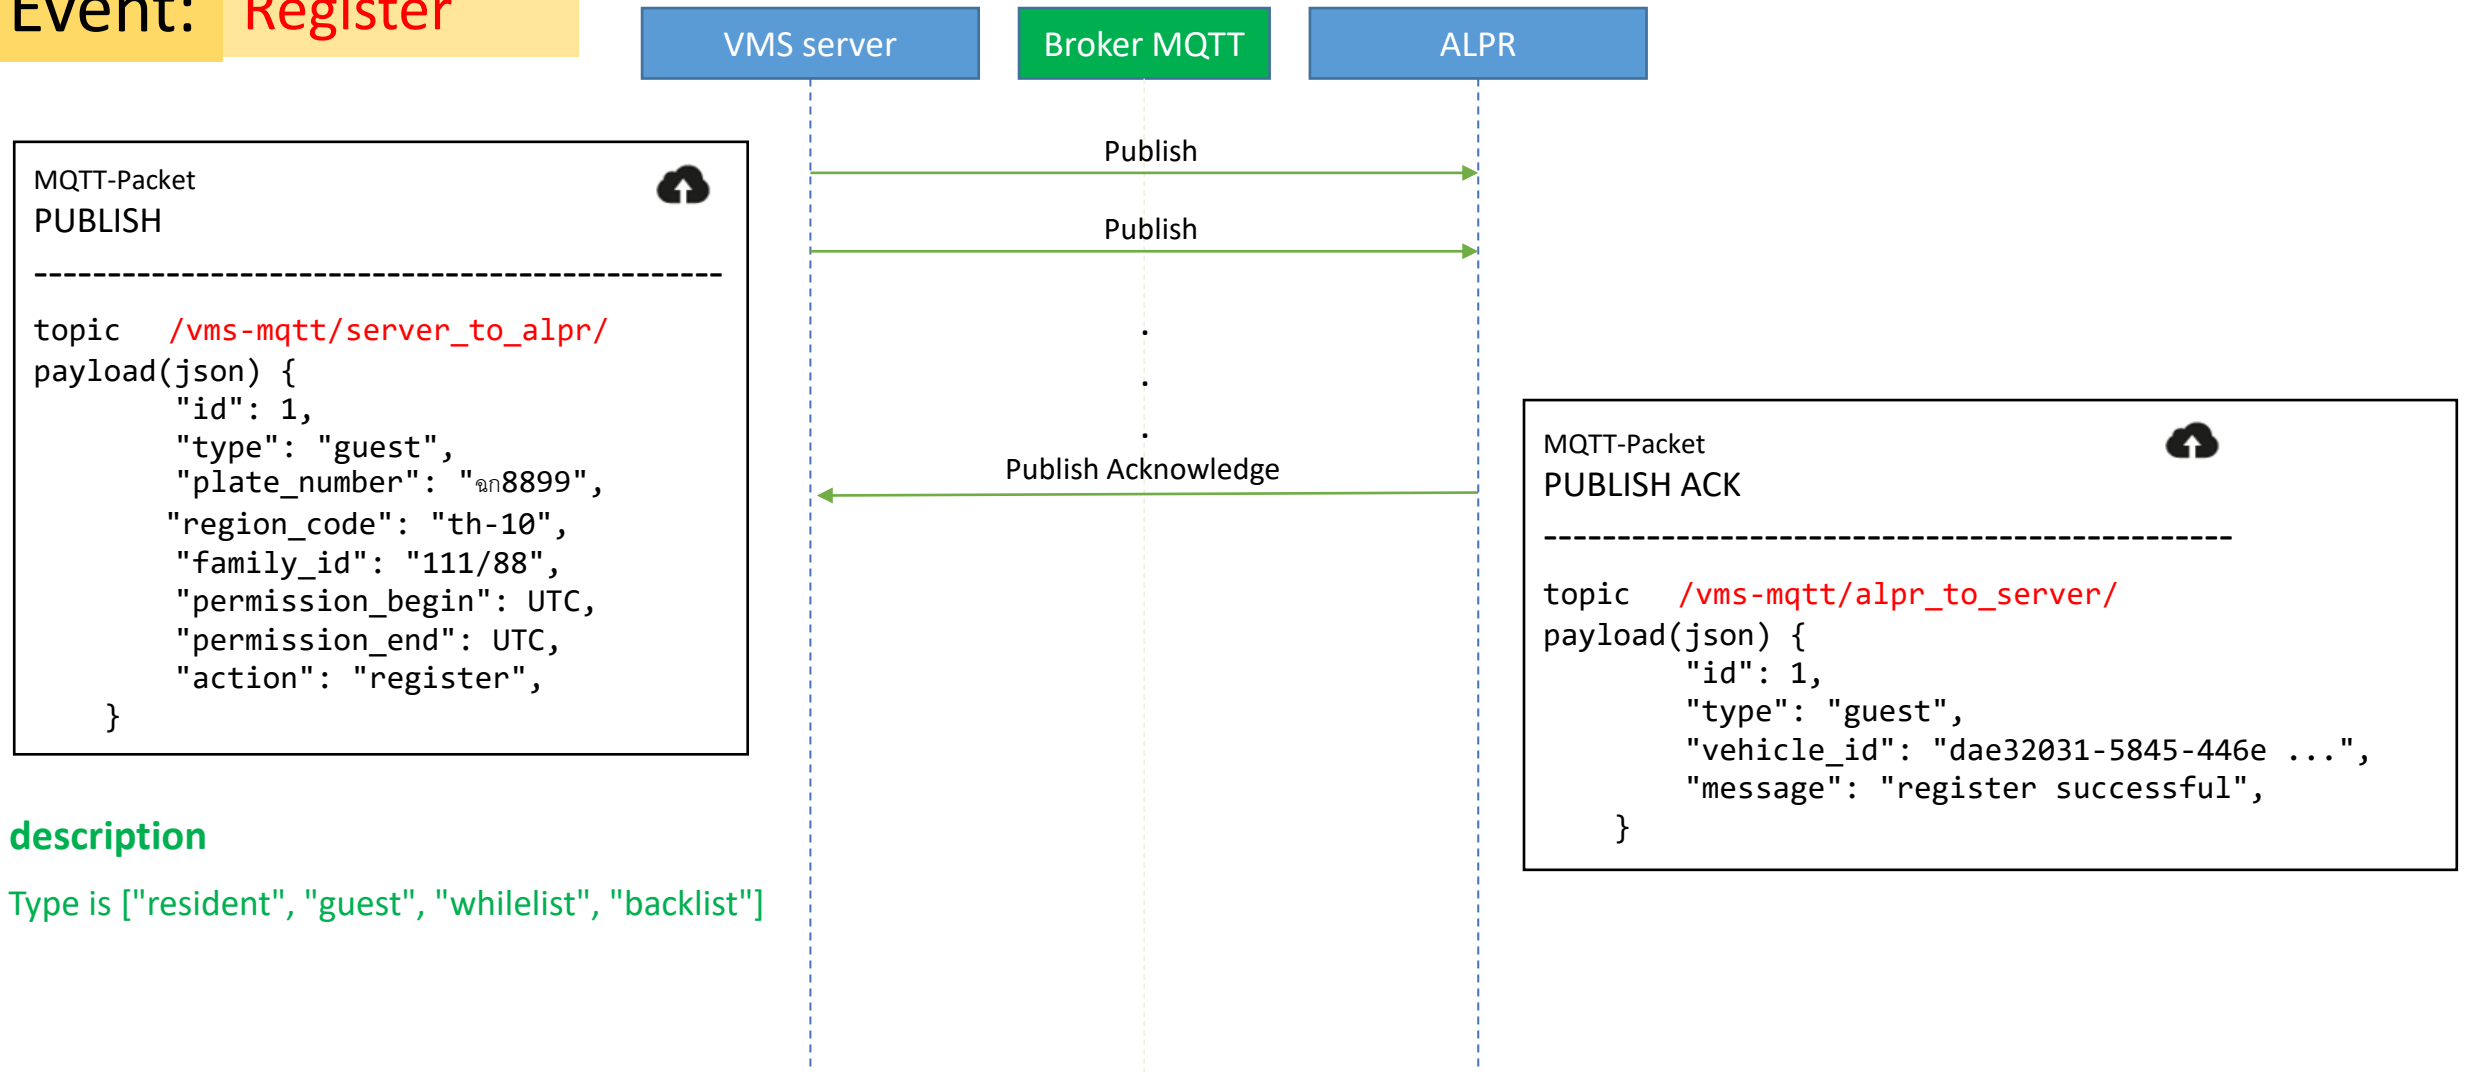 Event: Register
VMS server
Broker MQTT
ALPR
Publish
Publish
.
.
.
Publish Acknowledge
MQTT-Packet
PUBLISH
-----------------------------------------------
topic /vms-mqtt/server_to_alpr/
payload(json) {
"id": 1,
"type": "guest",
"plate_number": "ฉก8899",
"region_code": "th-10",
"family_id": "111/88",
"permission_begin": UTC,
"permission_end": UTC,
"action": "register",
}
description
Type is ["resident", "guest", "whilelist", "backlist"]
MQTT-Packet
PUBLISH ACK
-----------------------------------------------
topic /vms-mqtt/alpr_to_server/
payload(json) {
"id": 1,
"type": "guest",
"vehicle_id": "dae32031-5845-446e ...",
"message": "register successful",
}